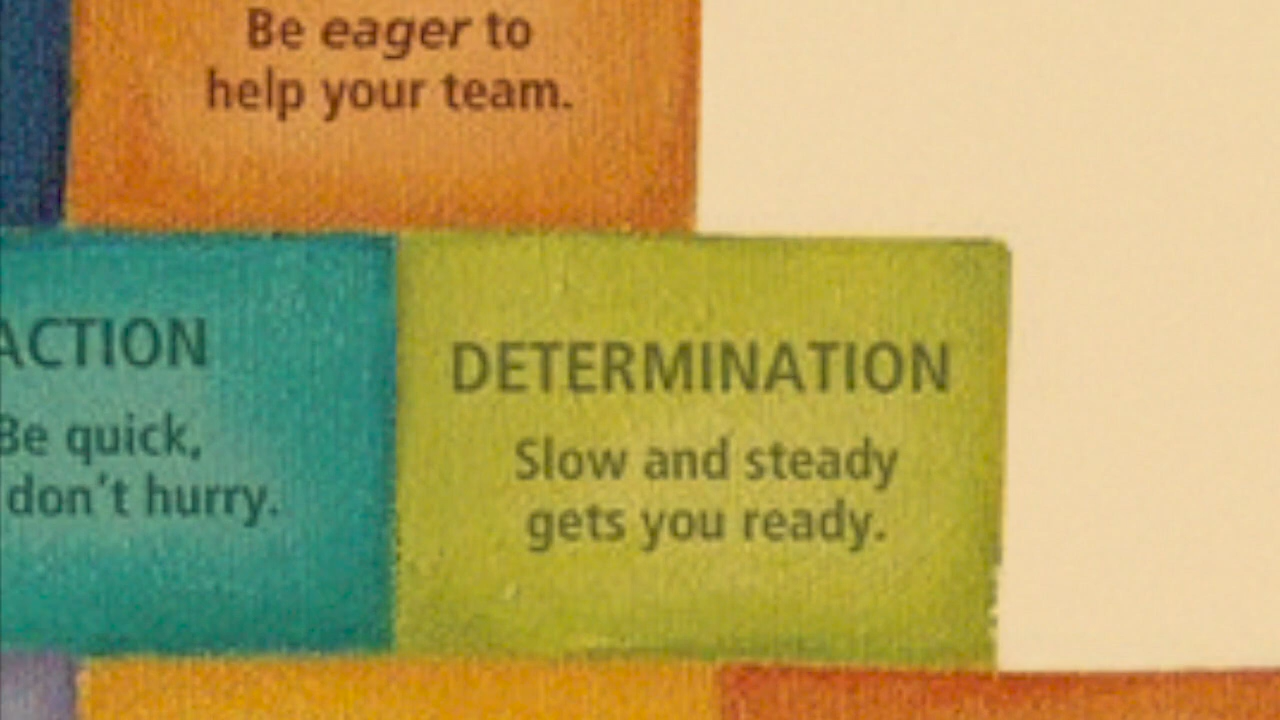 Be eager to
help your team.
ACTION
Be quick,
don't hurry.
DETERMINATION
Slow and steady
gets you ready.